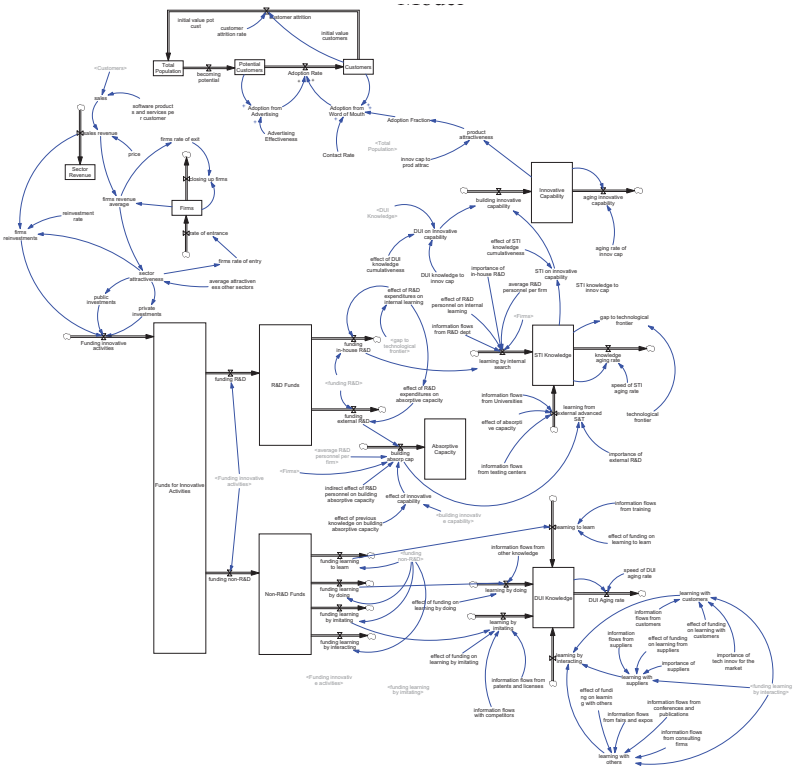 initial value pot
cust
customer
attrition rate
Customer attrition
initial value
customers
Total
Population
becoming
potential
Potential
Customers
Adoption Rate
Customers
<Customers>
sales
software product
s and services pe
r customer
sales revenue
price
Sector
Revenue
firms rate of exit
closing up firms
firms revenue
average
Firms
rate of entrance
firms rate of entry
reinvestment
rate
firms
reinvestments
sector
attractiveness
average attractiven
ess other sectors
public
investments
private
investments
Funding innovative
activities
Adoption from
Advertising
Advertising
Effectiveness
Adoption from
Word of Mouth
Contact Rate
Adoption Fraction
<Total
Population>
product
attractiveness
innov cap to
prod attrac
Innovative
Capability
building innovative
capability
aging innovative
capability
aging rate of
innov cap
<DUI
Knowledge>
DUI on Innovative
capability
effect of DUI
knowledge
cumulativeness
DUI knowledge to
innov cap
effect of STI
knowledge
cumulativeness
STI on innovative
capability
STI knowledge to
innov cap
importance of
in-house R&D
average R&D
personnel per firm
effect of R&D
personnel on internal
learning
<Firms>
information flows
from R&D dept
learning by internal
search
STI Knowledge
gap to technological
frontier
knowledge
aging rate
speed of STI
aging rate
technological
frontier
effect of R&D
expenditures on
internal learning
<gap to
technological
frontier>
funding
in-house R&D
<funding R&D>
funding
external R&D
effect of R&D
expenditures on
absorptive capacity
R&D Funds
funding R&D
Funds for Innovative
Activities
<Funding innovative
activities>
funding non-R&D
information flows
from Universities
effect of absorpti
ve capacity
learning from
external advanced
S&T
information flows
from testing centers
importance of
external R&D
building
absorp cap
Absorptive
Capacity
<average R&D
personnel per
firm>
<Firms>
indirect effect of R&D
personnel on building
absorptive capacity
effect of innovative
capability
effect of previous
knowledge on building
absorptive capacity
<building innovativ
e capability>
Non-R&D Funds
funding learning
to learn
funding learning
by doing
funding learning
by imitating
funding learning
by interacting
<funding
non-R&D>
<Funding innovativ
e activities>
<funding learning
by imitating>
learning to learn
information flows
from training
effect of funding on
learning to learn
information flows from
other knowledge
learning by doing
effect of funding on
learning by doing
DUI Knowledge
DUI Aging rate
speed of DUI
aging rate
learning by
imitating
effect of funding on
learning by imitating
information flows from
patents and licenses
information flows
with competitors
learning by
interacting
learning with
customers
information
flows from
customers
effect of funding
on learning with
customers
importance of
tech innov for the
market
information
flows from
suppliers
effect of funding
on learning from
suppliers
importance of
suppliers
learning with
suppliers
<funding learning
by interacting>
effect of fundi
ng on learnin
g with others
information flows from
conferences and
publications
information flows
from fairs and expos
information flows
from consulting
firms
learning with
others